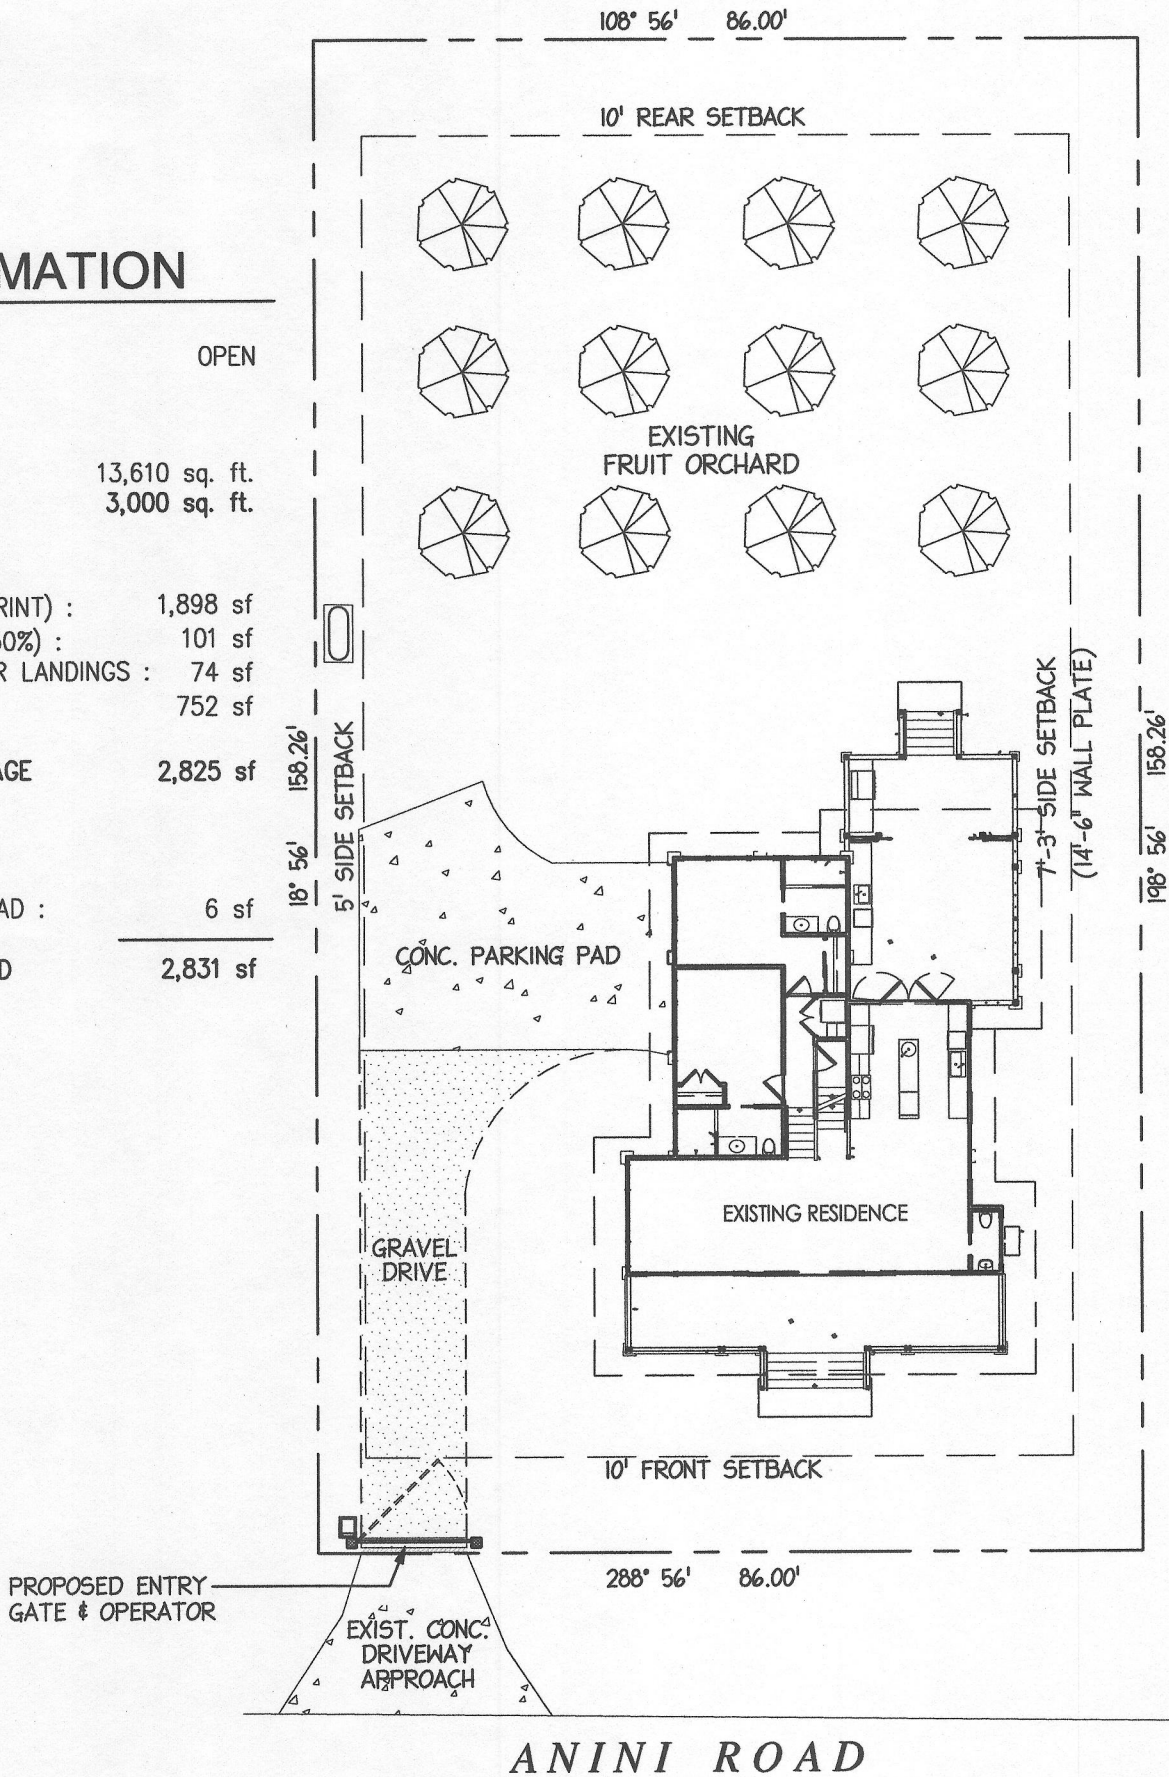 108° 56' 86.00'
10' REAR SETBACK
MATION
OPEN
13,610 sq. ft.
3,000 sq. ft.
RINT) : 1,898 sf
0%) : 101 sf
R LANDINGS : 74 sf
752 sf
AGE 2,825 sf
AD : 6 sf
D 2,831 sf
EXISTING
FRUIT ORCHARD
18° 56' 158.26'
5' SIDE SETBACK
7'-3' SIDE SETBACK
(14'-6" WALL PLATE)
198° 56' 158.26'
CONC. PARKING PAD
EXISTING RESIDENCE
GRAVEL
DRIVE
10' FRONT SETBACK
288° 56' 86.00'
PROPOSED ENTRY
GATE & OPERATOR
EXIST. CONC.
DRIVEWAY
APPROACH
ANINI ROAD